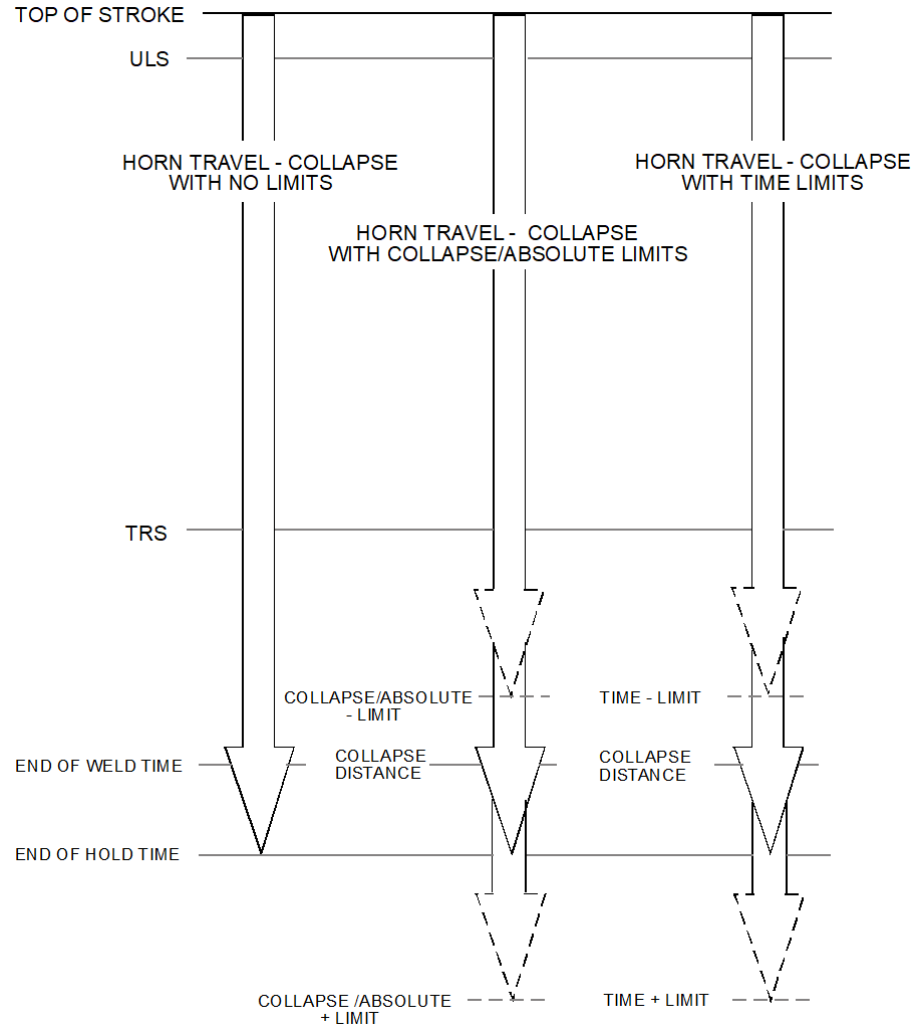 TOP OF STROKE
ULS
HORN TRAVEL - COLLAPSE
WITH NO LIMITS
HORN TRAVEL - COLLAPSE
WITH COLLAPSE/ABSOLUTE LIMITS
HORN TRAVEL - COLLAPSE
WITH TIME LIMITS
TRS
COLLAPSE/ABSOLUTE
- LIMIT
TIME - LIMIT
END OF WELD TIME
COLLAPSE
DISTANCE
COLLAPSE
DISTANCE
END OF HOLD TIME
COLLAPSE /ABSOLUTE
+ LIMIT
TIME + LIMIT